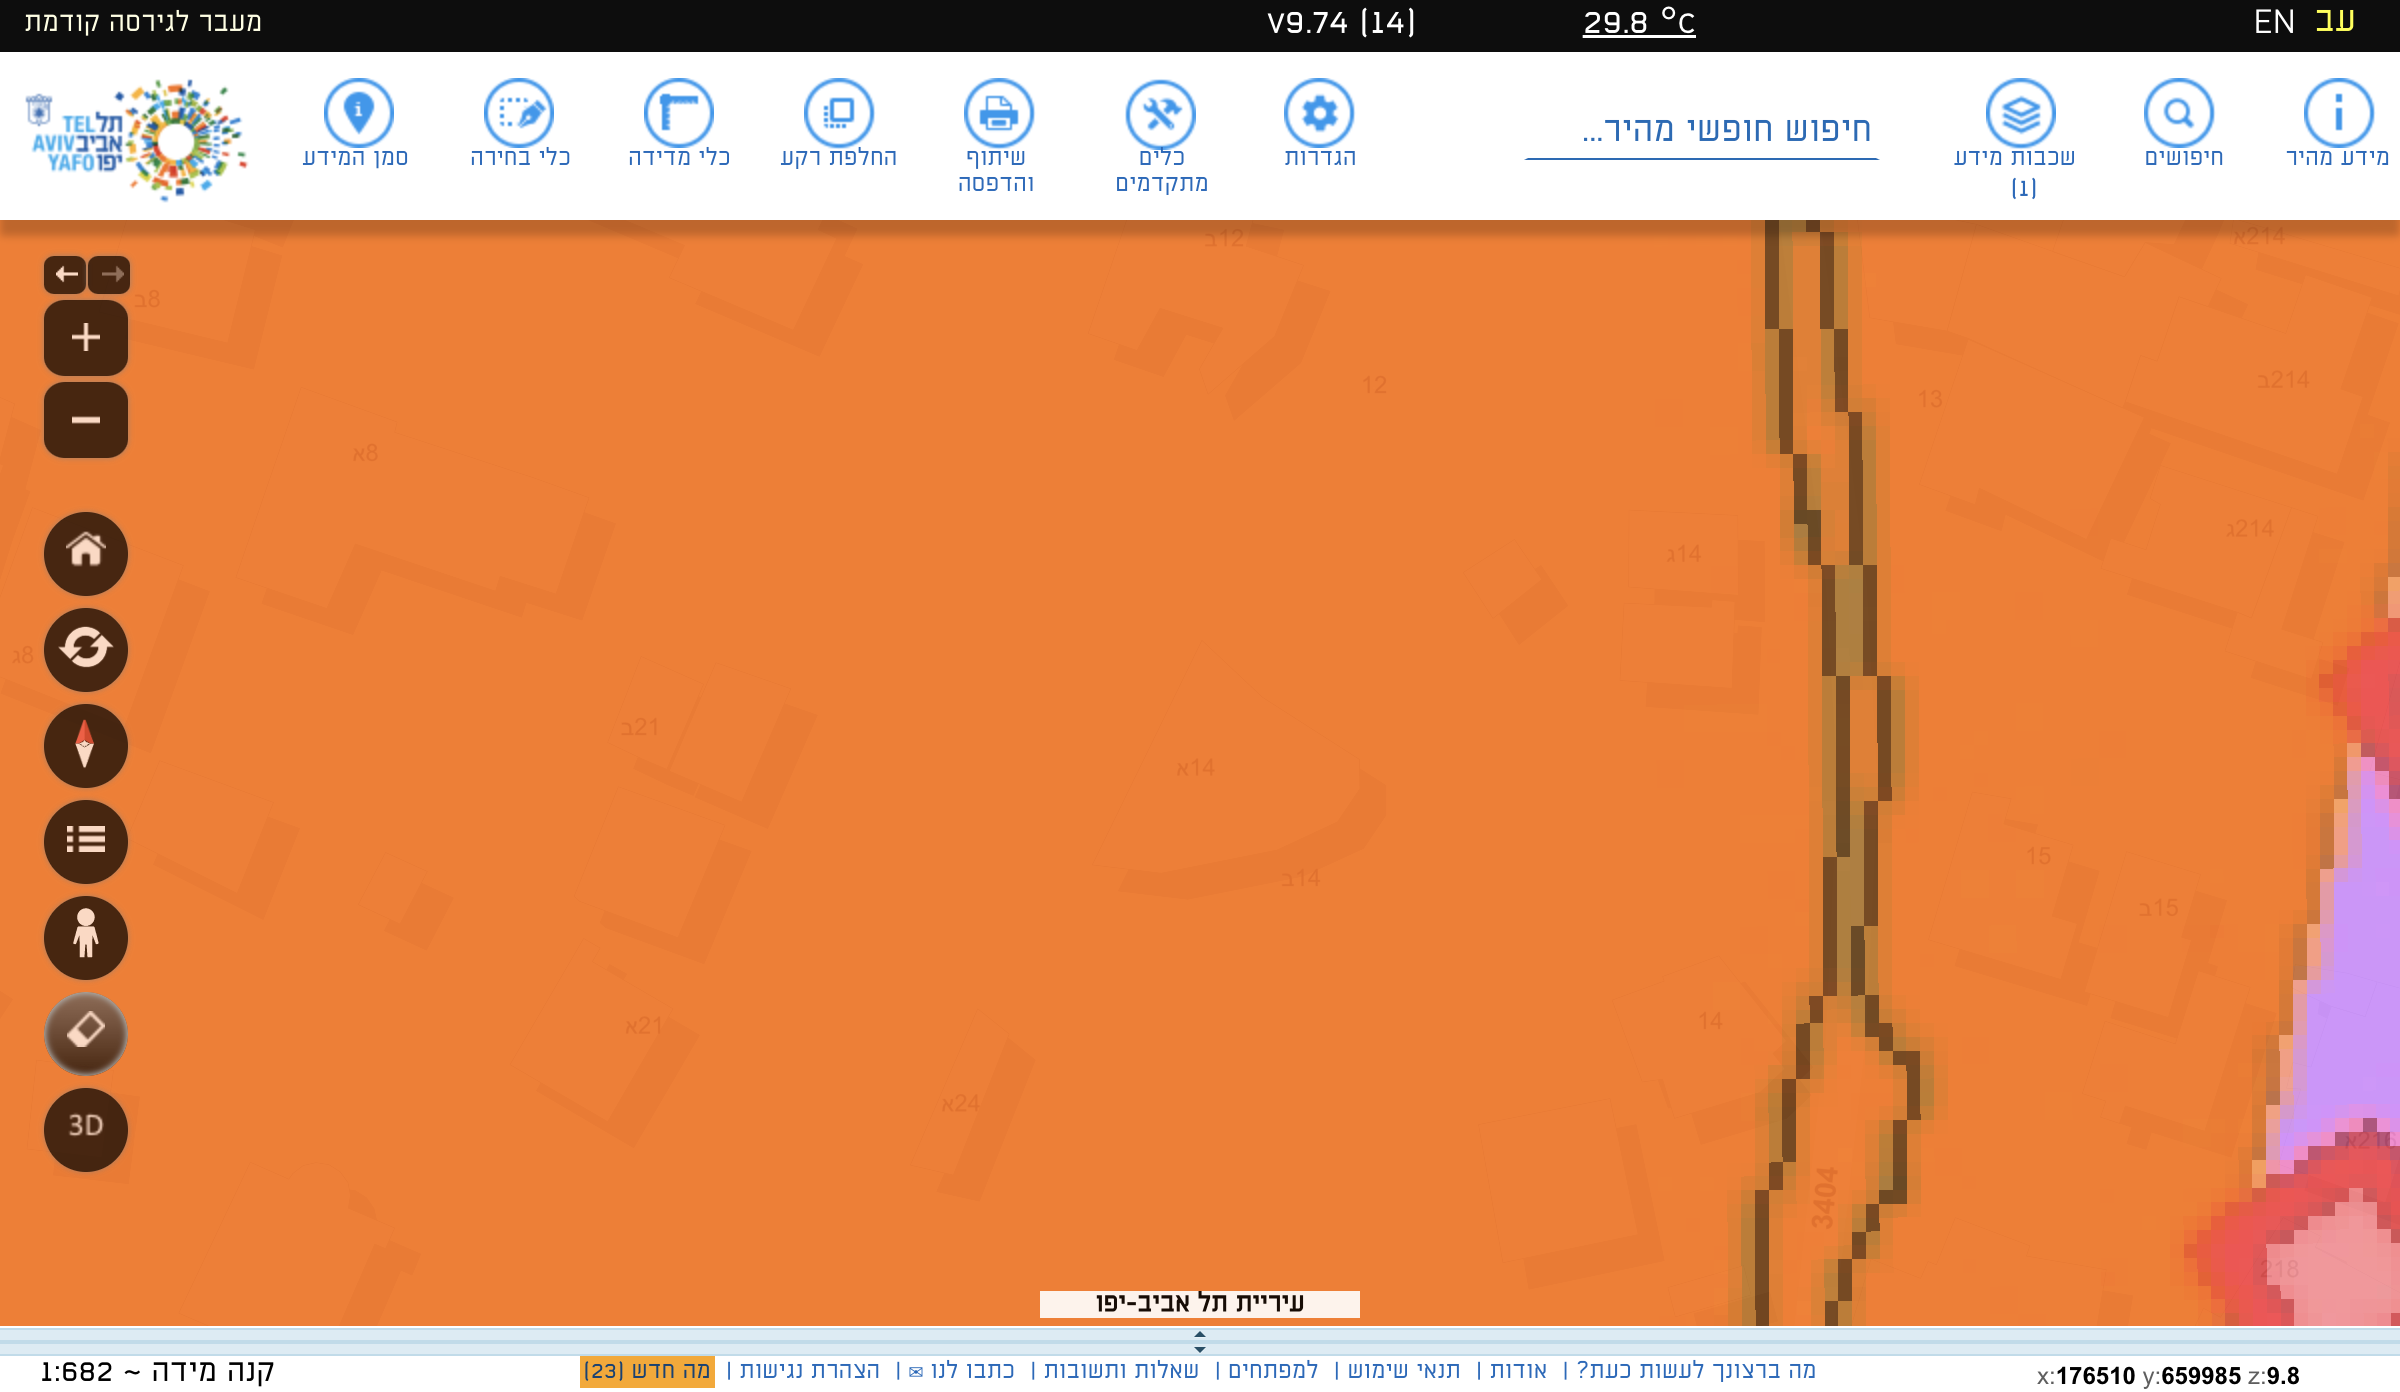 עב EN
29.8 °C
V9.74 (14)
מעבר לגירסה קודמת
מידע מהיר
חיפושים
שכבות מידע
(1)
חיפוש חופשי מהיר...
הגדרות
כלים
מתקדמים
שיתוף
והדפסה
החלפת רקע
כלי מדידה
כלי בחירה
סמן המידע
תל TEL
אביב AVIV
יפו YAFO
ב12
א214
ב8
12
ב214
13
א8
ג214
ג14
ג8
ב21
א14
15
ב14
ב15
14
א21
א24
3D
א216
3404
218
עיריית תל אביב-יפו
מה ברצונך לעשות כעת? | אודות | תנאי שימוש | למפתחים | שאלות ותשובות | כתבו לנו ✉ | הצהרת נגישות | מה חדש (23)
קנה מידה ~ 1:682
x:176510 y:659985 z:9.8